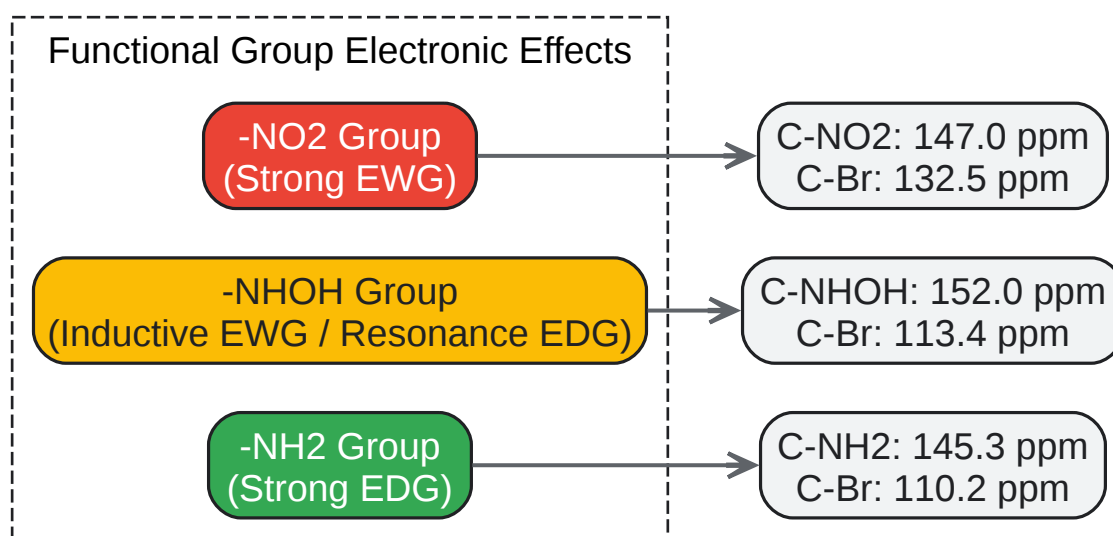 Functional Group Electronic Effects
-NO2 Group
(Strong EWG)
C-NO2: 147.0 ppm
C-Br: 132.5 ppm
-NHOH Group
(Inductive EWG / Resonance EDG)
C-NHOH: 152.0 ppm
C-Br: 113.4 ppm
-NH2 Group
(Strong EDG)
C-NH2: 145.3 ppm
C-Br: 110.2 ppm